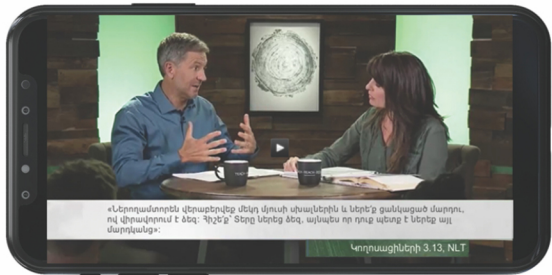 «Ներողամտորեն վերաբերվեք մեկդ մյուսի սխալներին և ներե՛ք ցանկացած մարդու,
ով վիրավորում է ձեզ: Հիշե՛ք՝ Տերը ներեց ձեզ, այնպես որ դուք պետք է ներեք այլ
մարդկանց»:
Կողոսացիների 3.13, NLT